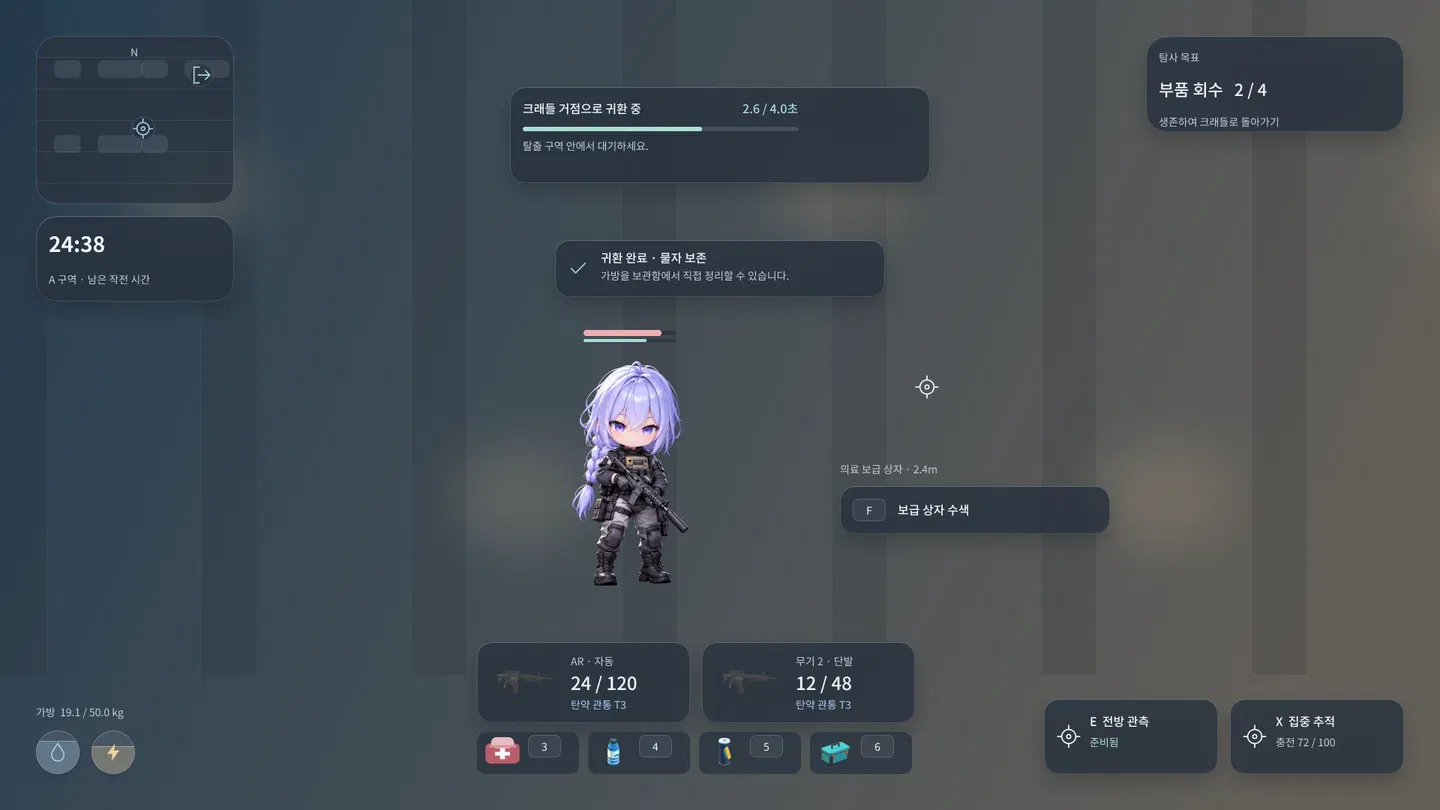 N
24:38
A 구역 · 남은 작전 시간
크래들 거점으로 귀환 중 2.6 / 4.0초
탈출 구역 안에서 대기하세요.
탐사 목표
부품 회수 2 / 4
생존하여 크래들로 돌아가기
귀환 완료 · 물자 보존
가방을 보관함에서 직접 정리할 수 있습니다.
의료 보급 상자 · 2.4m
F 보급 상자 수색
AR · 자동
24 / 120
탄약 관통 T3
무기 2 · 단발
12 / 48
탄약 관통 T3
3
4
5
6
가방 19.1 / 50.0 kg
E 전방 관측
준비됨
X 집중 추적
충전 72 / 100